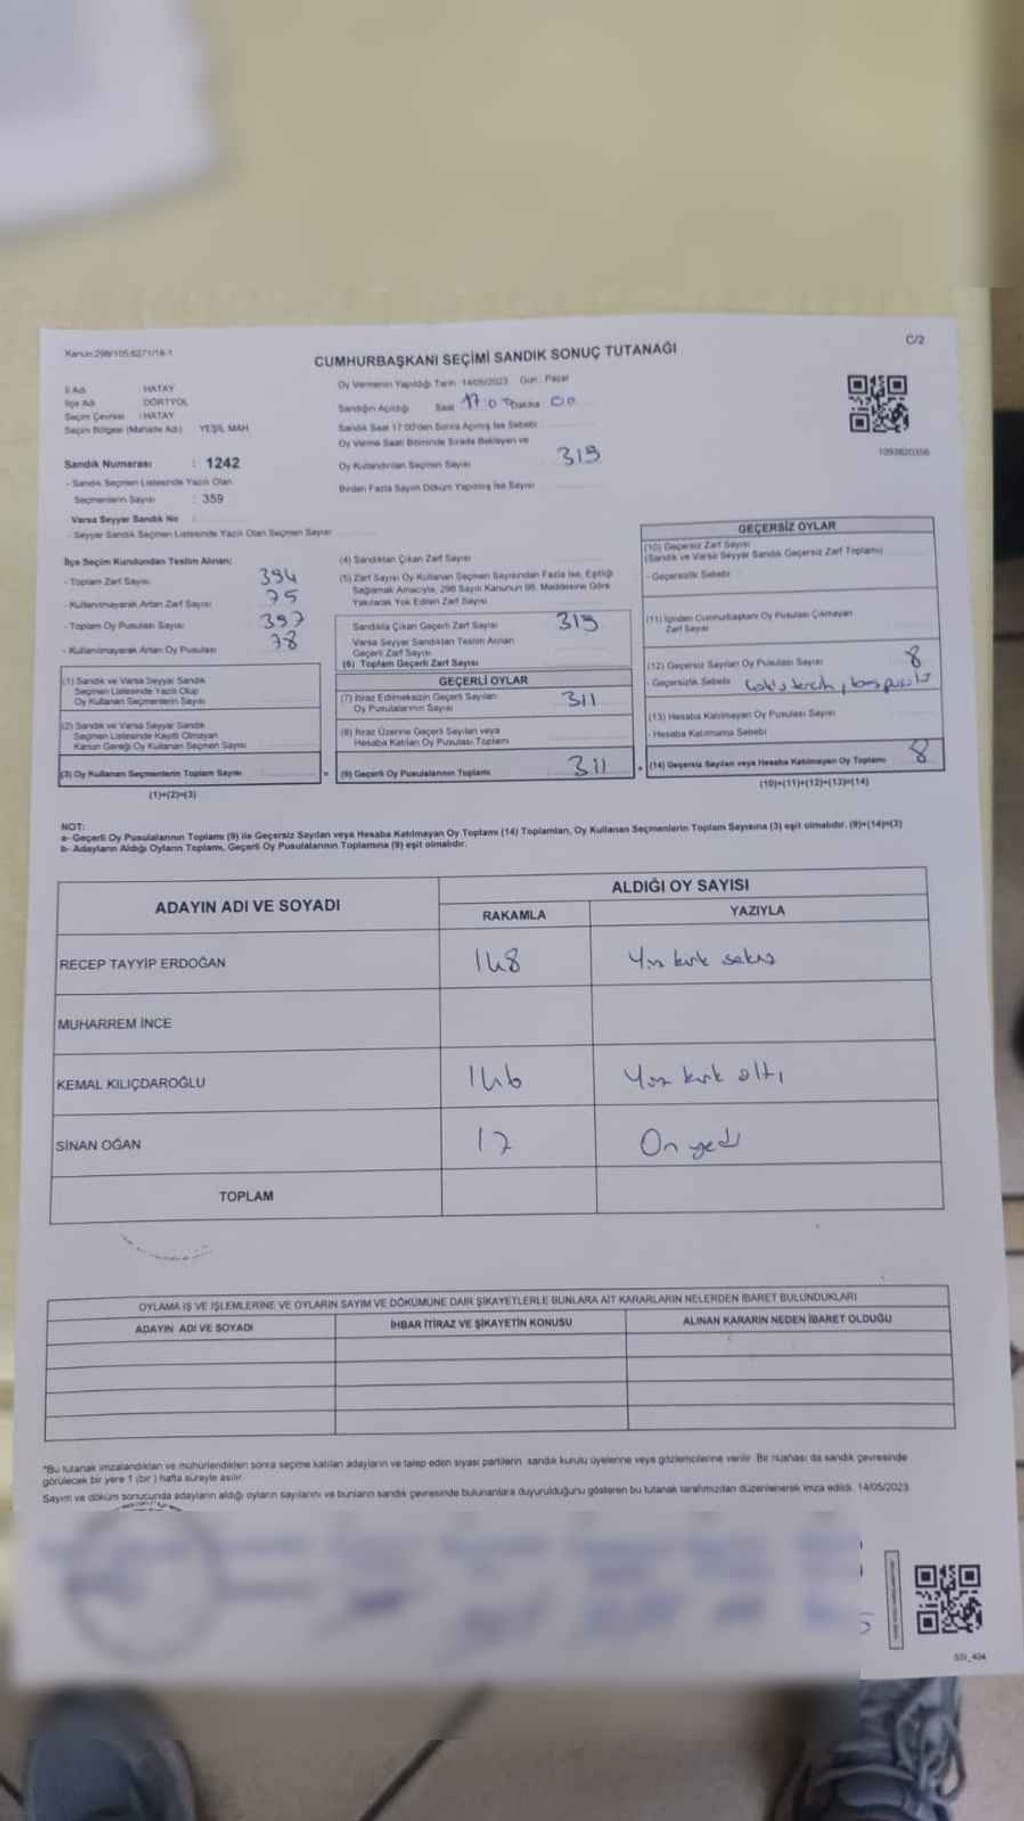 Kanun:298/105,6271/18-1
C/2
CUMHURBAŞKANI SEÇİMİ SANDIK SONUÇ TUTANAĞI
İl Adı : HATAY
İlçe Adı : DÖRTYOL
Seçim Çevresi : HATAY
Seçim Bölgesi (Mahalle Adı) : YEŞİL MAH
Sandık Numarası : 1242
- Sandık Seçmen Listesinde Yazılı Olan
Seçmenlerin Sayısı : 359
Varsa Seyyar Sandık No
- Seyyar Sandık Seçmen Listesinde Yazılı Olan Seçmen Sayısı
Oy Vermenin Yapıldığı Tarih: 14/05/2023 Gün: Pazar
Sandığın Açıldığı Saat 17:0 Dakika 00
Sandık Saat 17:00'den Sonra Açılmış İse Sebebi
Oy Verme Saati Bitiminde Sırada Bekleyen ve
Oy Kullandırılan Seçmen Sayısı 319
Birden Fazla Sayım Döküm Yapılmış İse Sayısı
1093820356
İlçe Seçim Kurulundan Teslim Alınan:
- Toplam Zarf Sayısı 394
- Kullanılmayarak Artan Zarf Sayısı 75
- Toplam Oy Pusulası Sayısı 397
- Kullanılmayarak Artan Oy Pusulası 78
(1) Sandık ve Varsa Seyyar Sandık
Seçmen Listesinde Yazılı Olup
Oy Kullanan Seçmenlerin Sayısı
(2) Sandık ve Varsa Seyyar Sandık
Seçmen Listesinde Kayıtlı Olmayan
Kanun Gereği Oy Kullanan Seçmen Sayısı
(3) Oy Kullanan Seçmenlerin Toplam Sayısı
(1)+(2)=(3)
(4) Sandıktan Çıkan Zarf Sayısı
(5) Zarf Sayısı Oy Kullanan Seçmen Sayısından Fazla İse, Eşitliği
Sağlamak Amacıyla, 298 Sayılı Kanunun 98. Maddesine Göre
Yakılarak Yok Edilen Zarf Sayısı
Sandıkta Çıkan Geçerli Zarf Sayısı 319
Varsa Seyyar Sandıktan Teslim Alınan
Geçerli Zarf Sayısı
(6) Toplam Geçerli Zarf Sayısı
GEÇERLİ OYLAR
(7) İtiraz Edilmeksizin Geçerli Sayılan
Oy Pusulalarının Sayısı 311
(8) İtiraz Üzerine Geçerli Sayılan veya
Hesaba Katılan Oy Pusulası Toplamı
= (9) Geçerli Oy Pusulalarının Toplamı 311
GEÇERSİZ OYLAR
(10) Geçersiz Zarf Sayısı
(Sandık ve Varsa Seyyar Sandık Geçersiz Zarf Toplamı)
- Geçersizlik Sebebi
(11) İçinden Cumhurbaşkanı Oy Pusulası Çıkmayan
Zarf Sayısı
(12) Geçersiz Sayılan Oy Pusulası Sayısı 8
- Geçersizlik Sebebi
(13) Hesaba Katılmayan Oy Pusulası Sayısı
- Hesaba Katılmama Sebebi
+ (14) Geçersiz Sayılan veya Hesaba Katılmayan Oy Toplamı 8
(10)+(11)+(12)+(13)=(14)
NOT:
a- Geçerli Oy Pusulalarının Toplamı (9) ile Geçersiz Sayılan veya Hesaba Katılmayan Oy Toplamı (14) Toplamları, Oy Kullanan Seçmenlerin Toplam Sayısına (3) eşit olmalıdır. (9)+(14)=(3)
b- Adayların Aldığı Oyların Toplamı, Geçerli Oy Pusulalarının Toplamına (9) eşit olmalıdır.
ADAYIN ADI VE SOYADI
ALDIĞI OY SAYISI
RAKAMLA YAZIYLA
RECEP TAYYİP ERDOĞAN 148 Yüz kırk sekiz
MUHARREM İNCE
KEMAL KILIÇDAROĞLU 146 Yüz kırk altı
SİNAN OĞAN 17 On yedi
TOPLAM
OYLAMA İŞ VE İŞLEMLERİNE VE OYLARIN SAYIM VE DÖKÜMÜNE DAİR ŞİKAYETLERLE BUNLARA AİT KARARLARIN NELERDEN İBARET BULUNDUKLARI
ADAYIN ADI VE SOYADI İHBAR İTİRAZ VE ŞİKAYETİN KONUSU ALINAN KARARIN NEDEN İBARET OLDUĞU
*Bu tutanak imzalandıktan ve mühürlendikten sonra seçime katılan adayların ve talep eden siyasi partilerin sandık kurulu üyelerine veya gözlemcilerine verilir. Bir nüshası da sandık çevresinde
görülecek bir yere 1 (bir) hafta süreyle asılır.
Sayım ve döküm sonucunda adayların aldığı oyların sayılarını ve bunların sandık çevresinde bulunanlara duyurulduğunu gösteren bu tutanak tarafımızdan düzenlenerek imza edildi. 14/05/2023